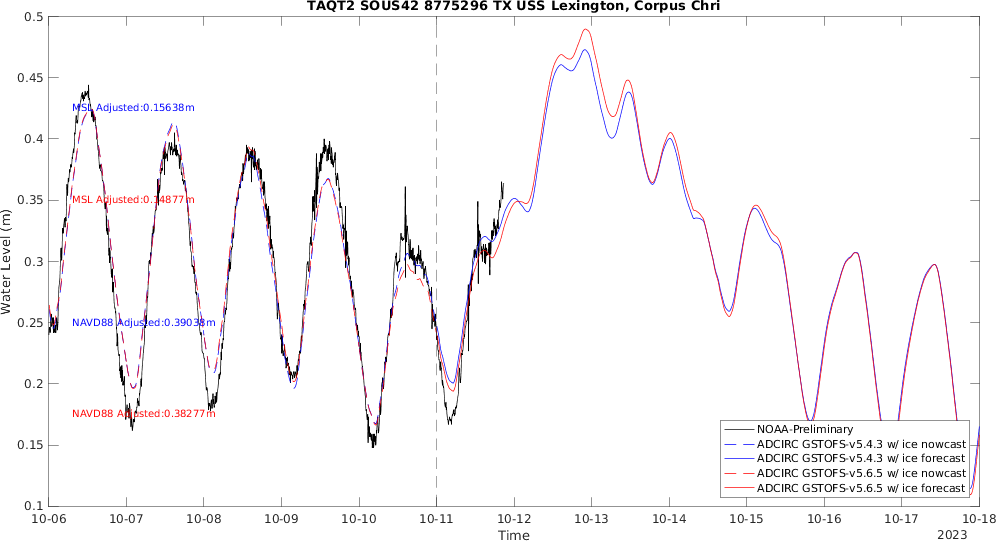 TAQT2 SOUS42 8775296 TX USS Lexington, Corpus Chri
0.5
0.45
0.4
0.35
0.3
0.25
0.2
0.15
0.1
Water Level (m)
MSL Adjusted:0.15638m
MSL Adjusted:0.14877m
NAVD88 Adjusted:0.39038m
NAVD88 Adjusted:0.38277m
NOAA-Preliminary
ADCIRC GSTOFS-v5.4.3 w/ ice nowcast
ADCIRC GSTOFS-v5.4.3 w/ ice forecast
ADCIRC GSTOFS-v5.6.5 w/ ice nowcast
ADCIRC GSTOFS-v5.6.5 w/ ice forecast
10-06 10-07 10-08 10-09 10-10 10-11 10-12 10-13 10-14 10-15 10-16 10-17 10-18
Time
2023